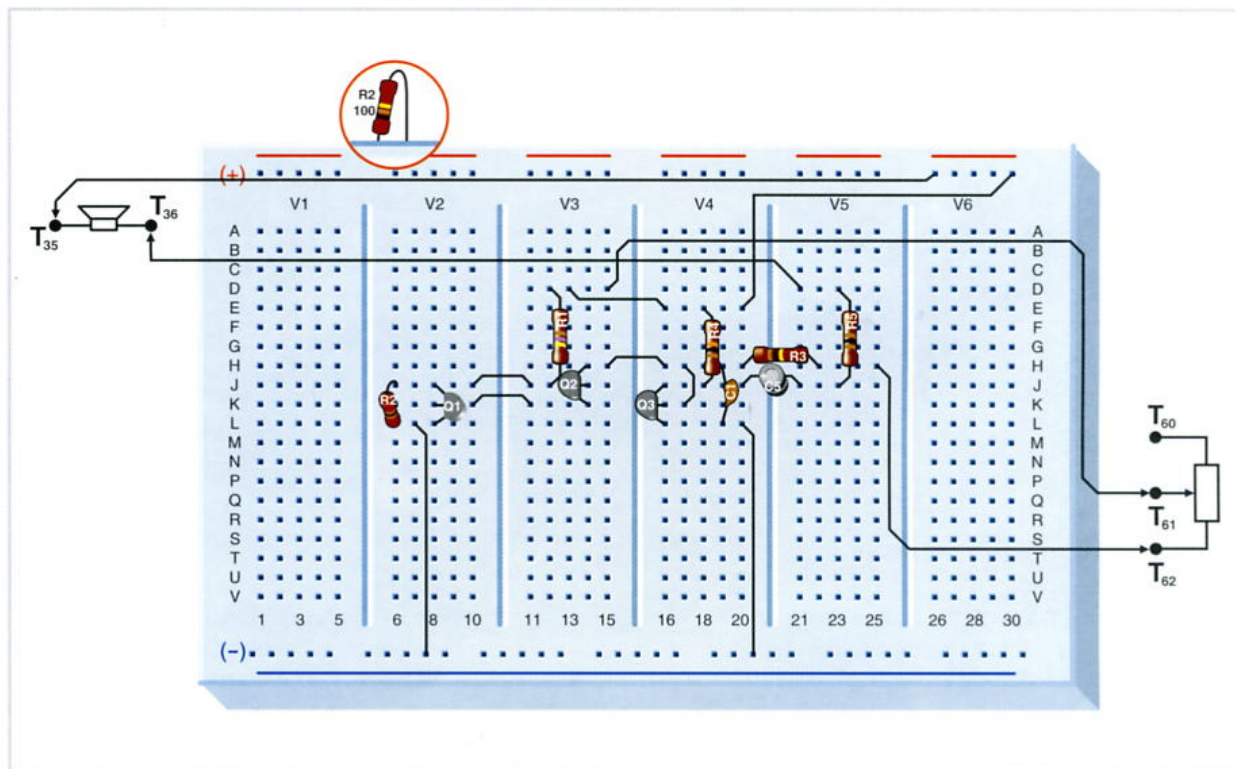 R2
100
(+)
V1 V2 V3 V4 V5 V6
T36
T35
A A
B B
C C
D D
E E
F R1 R4 R5 F
G R3 G
H H
J Q2 C5 J
K R2 Q1 Q3 C1 K
L L
M M
T60
N N
P P
Q Q
R R
T61
S S
T T
T62
U U
V V
1 3 5 6 8 10 11 13 15 16 18 20 21 23 25 26 28 30
(-)